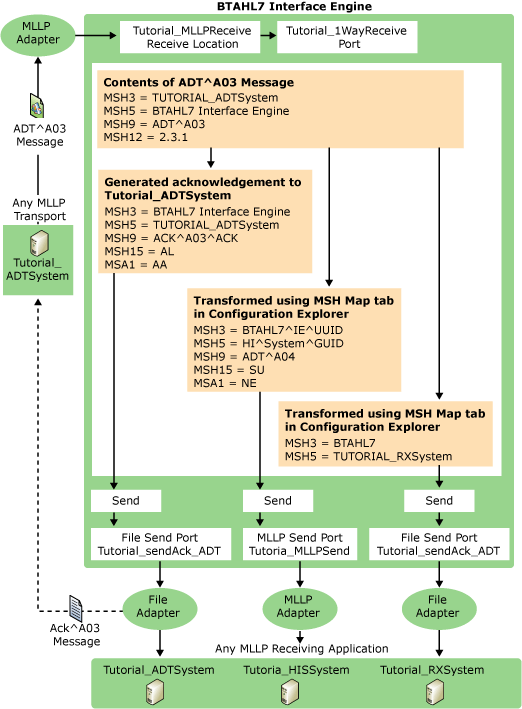 BTAHL7 Interface Engine
MLLP
Adapter
Tutorial_MLLPReceive
Receive Location
Tutorial_1WayReceive
Port
ADT^A03
Message
Any MLLP
Transport
Tutorial_
ADTSystem
Contents of ADT^A03 Message
MSH3 = TUTORIAL_ADTSystem
MSH5 = BTAHL7 Interface Engine
MSH9 = ADT^A03
MSH12 = 2.3.1
Generated acknowledgement to
Tutorial_ADTSystem
MSH3 = BTAHL7 Interface Engine
MSH5 = TUTORIAL_ADTSystem
MSH9 = ACK^A03^ACK
MSH15 = AL
MSA1 = AA
Transformed using MSH Map tab
in Configuration Explorer
MSH3 = BTAHL7^IE^UUID
MSH5 = HI^System^GUID
MSH9 = ADT^A04
MSH15 = SU
MSA1 = NE
Transformed using MSH Map tab
in Configuration Explorer
MSH3 = BTAHL7
MSH5 = TUTORIAL_RXSystem
Send
Send
Send
File Send Port
Tutorial_sendAck_ADT
MLLP Send Port
Tutoria_MLLPSend
File Send Port
Tutorial_sendAck_ADT
File
Adapter
MLLP
Adapter
File
Adapter
Ack^A03
Message
Any MLLP Receiving Application
Tutorial_ADTSystem
Tutoria_HISSystem
Tutorial_RXSystem